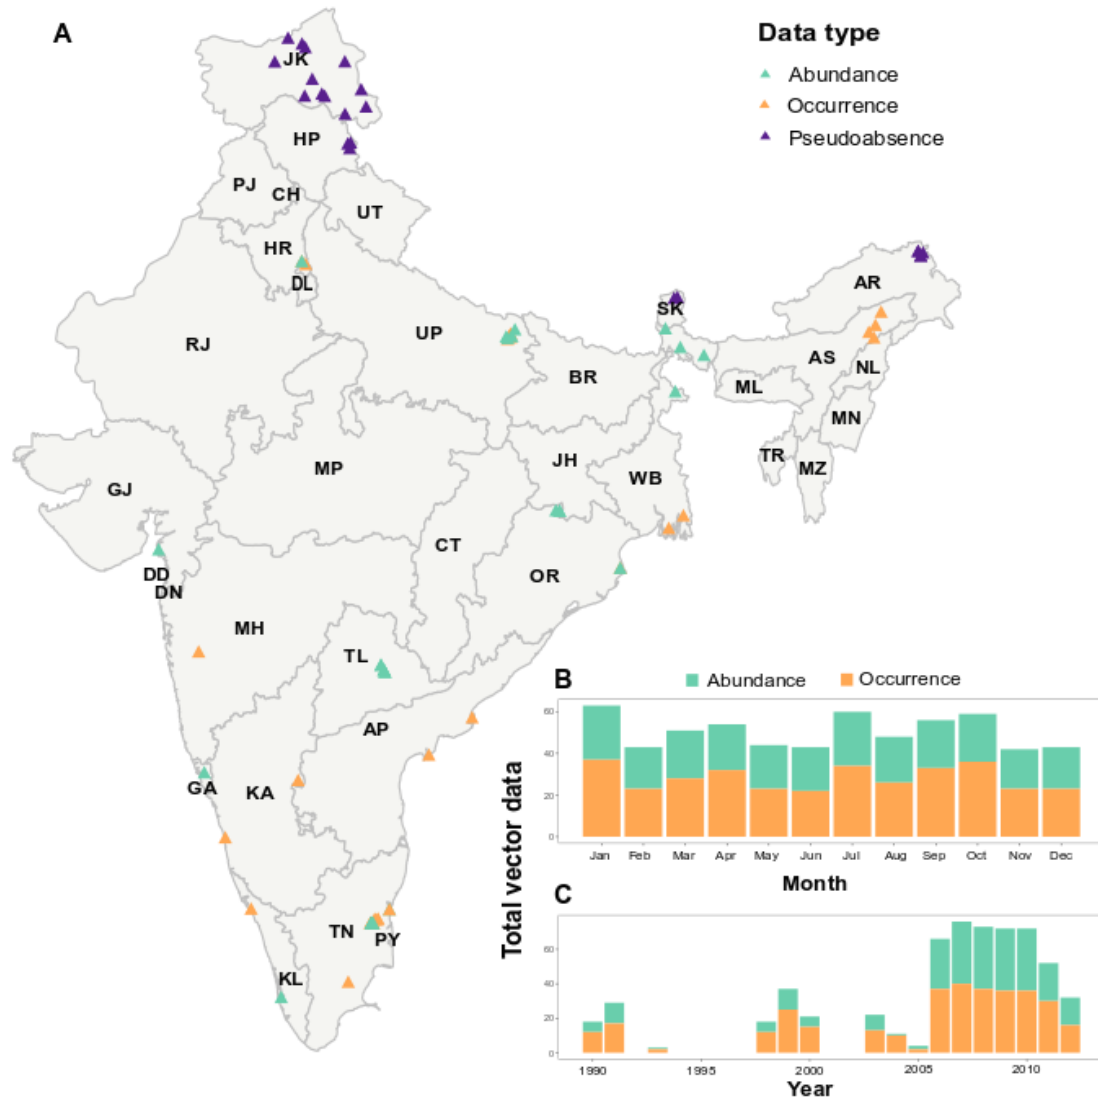 A
Data type
Abundance
Occurrence
Pseudoabsence
JK
HP
PJ
CH
UT
HR
DL
AR
SK
RJ
UP
AS
NL
BR
ML
MN
TR
MZ
JH
MP
WB
GJ
CT
OR
DD
DN
MH
TL
AP
GA
KA
TN
PY
KL
B
Abundance
Occurrence
60
40
20
0
Jan Feb Mar Apr May Jun Jul Aug Sep Oct Nov Dec
Month
Total vector data
C
60
40
20
0
1990 1995 2000 2005 2010
Year